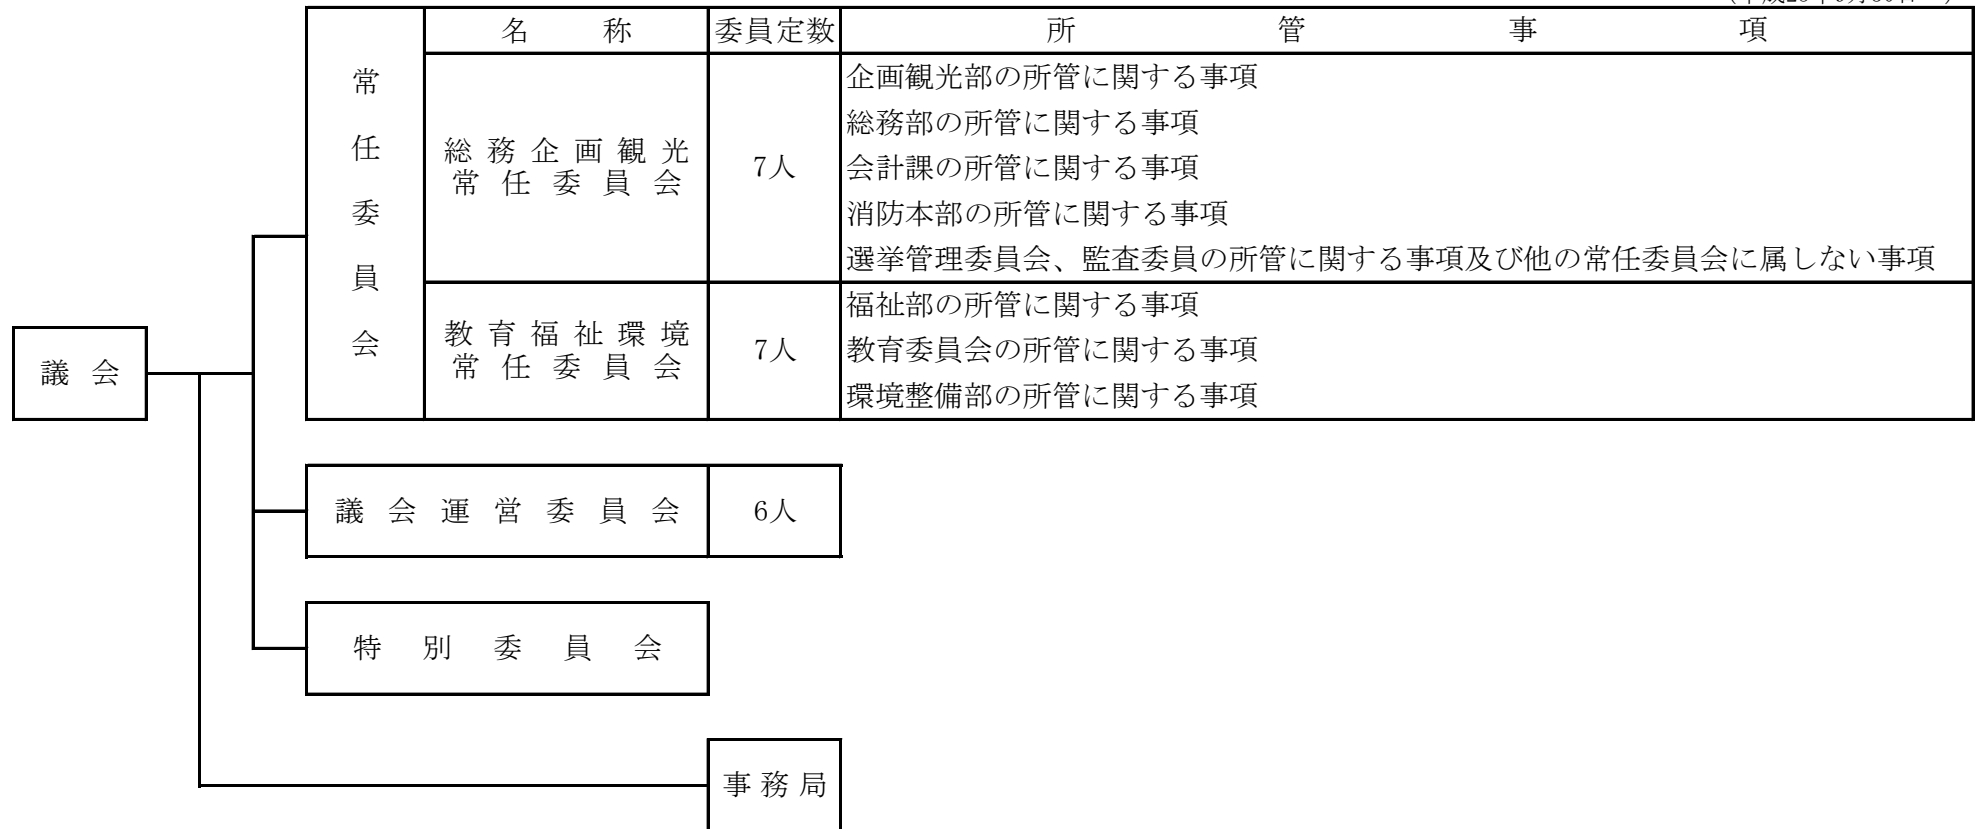 名称 委員定数 所管事項
常任委員会
総務企画観光
常任委員会
7人
企画観光部の所管に関する事項
総務部の所管に関する事項
会計課の所管に関する事項
消防本部の所管に関する事項
選挙管理委員会、監査委員の所管に関する事項及び他の常任委員会に属しない事項
教育福祉環境
常任委員会
7人
福祉部の所管に関する事項
教育委員会の所管に関する事項
環境整備部の所管に関する事項
議会
議会運営委員会 6人
特別委員会
事務局